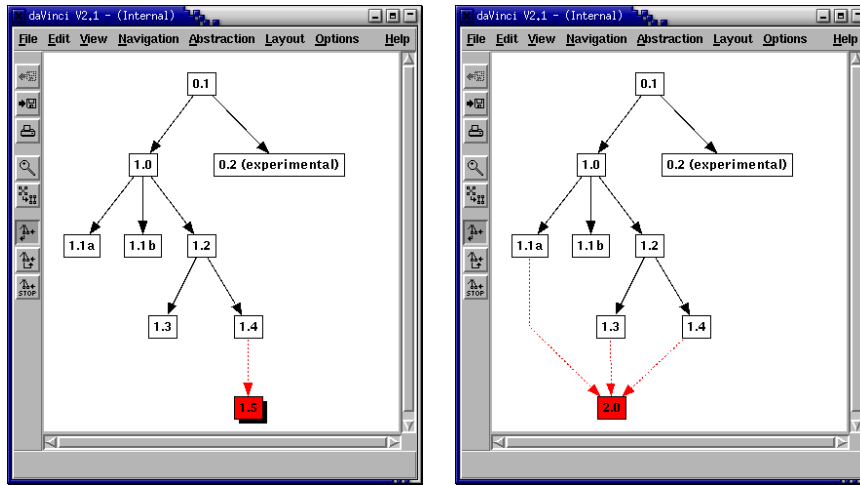 daVinci V2.1 - (Internal)
File Edit View Navigation Abstraction Layout Options Help
0.1
1.0
0.2 (experimental)
1.1a
1.1b
1.2
1.3
1.4
1.5
STOP
daVinci V2.1 - (Internal)
File Edit View Navigation Abstraction Layout Options Help
0.1
1.0
0.2 (experimental)
1.1a
1.1b
1.2
1.3
1.4
2.0
STOP